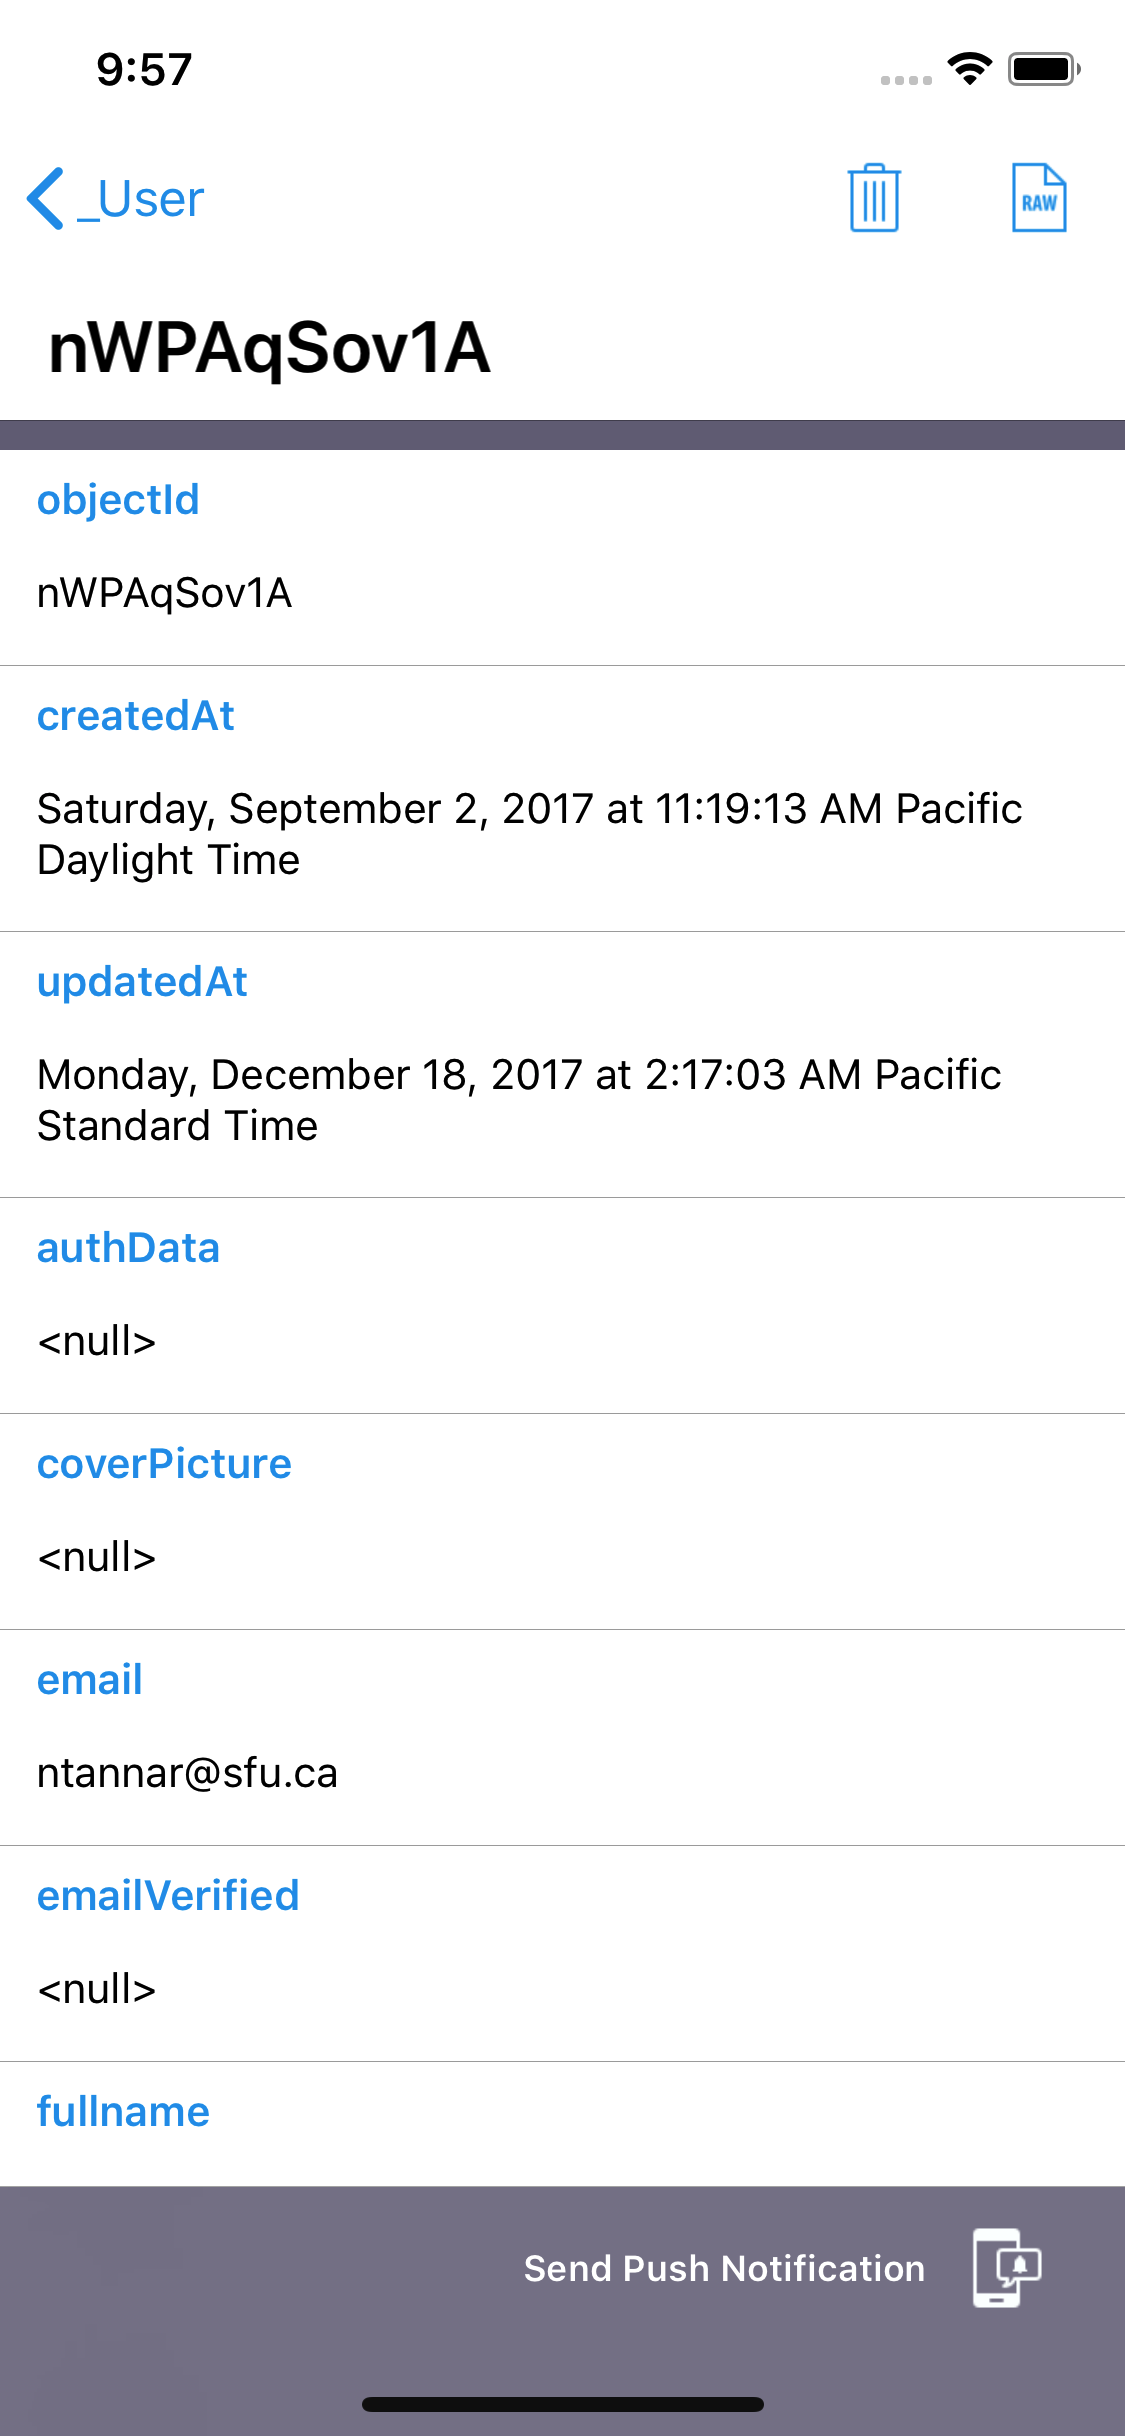 9:57
_User
RAW
nWPAqSov1A
objectId
nWPAqSov1A
createdAt
Saturday, September 2, 2017 at 11:19:13 AM Pacific
Daylight Time
updatedAt
Monday, December 18, 2017 at 2:17:03 AM Pacific
Standard Time
authData
<null>
coverPicture
<null>
email
ntannar@sfu.ca
emailVerified
<null>
fullname
Send Push Notification